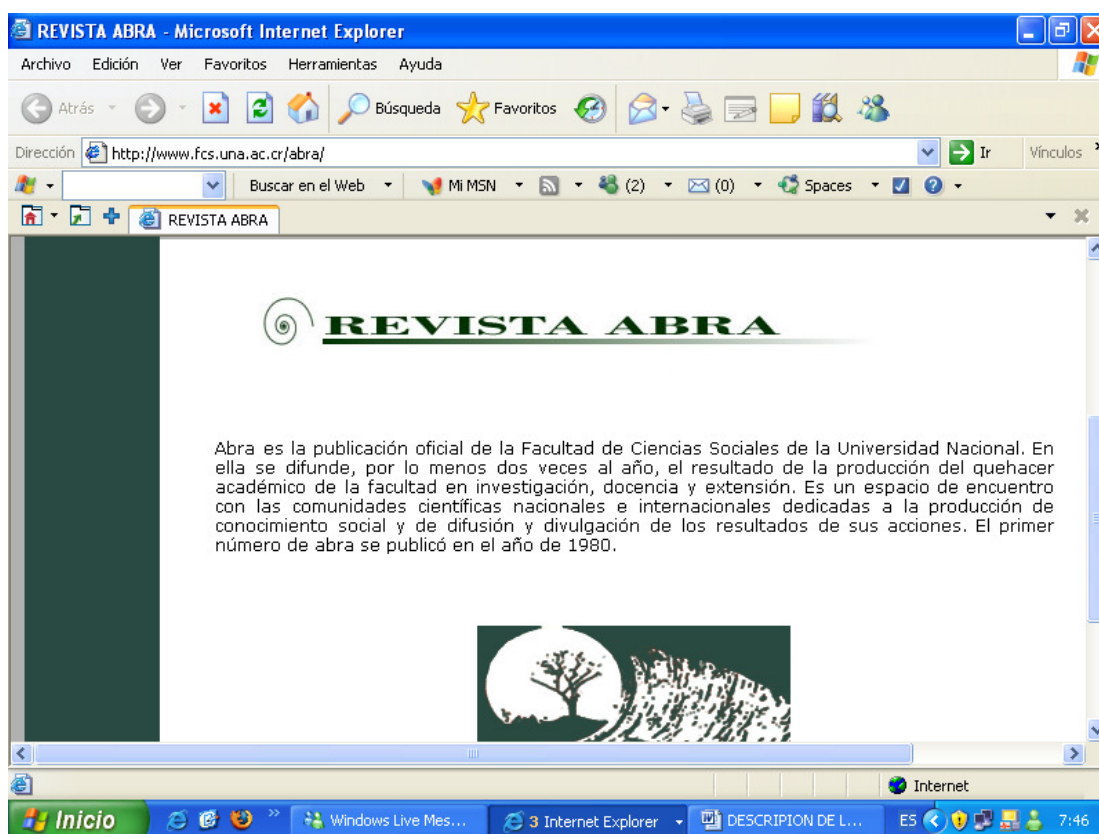 REVISTA ABRA - Microsoft Internet Explorer
Archivo Edición Ver Favoritos Herramientas Ayuda
Atrás Búsqueda Favoritos
Dirección http://www.fcs.una.ac.cr/abra/ Ir Vínculos
Buscar en el Web Mi MSN (2) (0) Spaces
REVISTA ABRA
REVISTA ABRA
Abra es la publicación oficial de la Facultad de Ciencias Sociales de la Universidad Nacional. En
ella se difunde, por lo menos dos veces al año, el resultado de la producción del quehacer
académico de la facultad en investigación, docencia y extensión. Es un espacio de encuentro
con las comunidades científicas nacionales e internacionales dedicadas a la producción de
conocimiento social y de difusión y divulgación de los resultados de sus acciones. El primer
número de abra se publicó en el año de 1980.
Internet
Inicio Windows Live Mes... 3 Internet Explorer DESCRIPION DE L... ES 7:46